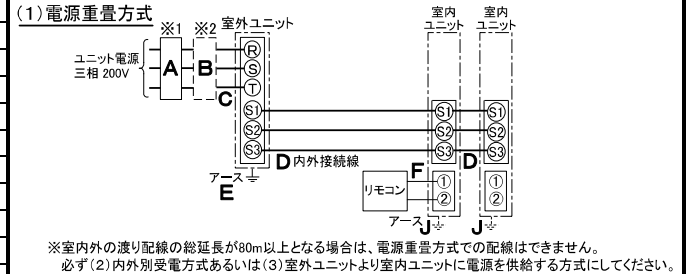 (1)電源重畳方式
※1
※2
室外ユニット
室内
ユニット
室内
ユニット
ユニット電源
三相 200V
A
B
C
R
S
T
S1
S2
S3
S1
S2
S3
S1
S2
S3
D 内外接続線
D
F
アース
E
リモコン
①
②
①
②
アース
J
J
※室内外の渡り配線の総延長が80m以上となる場合は、電源重畳方式での配線はできません。
必ず(2)内外別受電方式あるいは(3)室外ユニットより室内ユニットに電源を供給する方式にしてください。